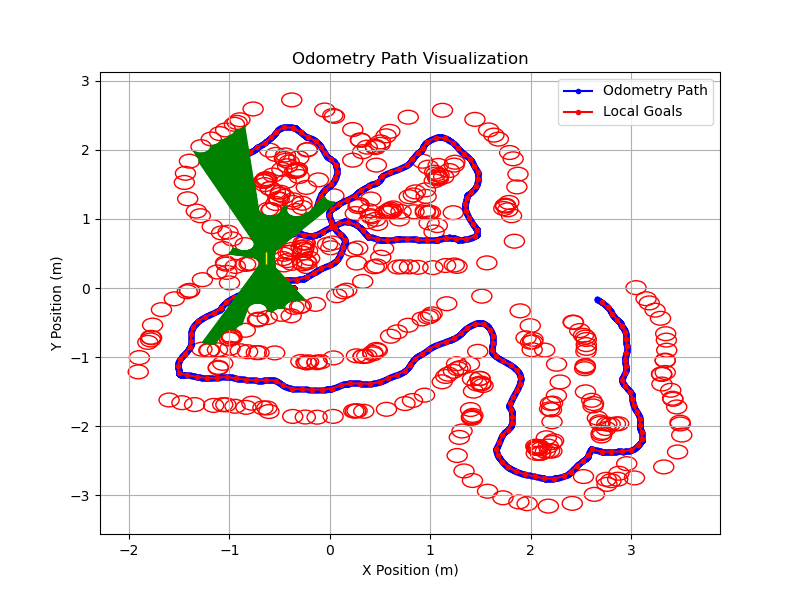 Odometry Path Visualization
Odometry Path
Local Goals
Y Position (m)
3
2
1
0
−1
−2
−3
−2
−1
0
1
2
3
X Position (m)